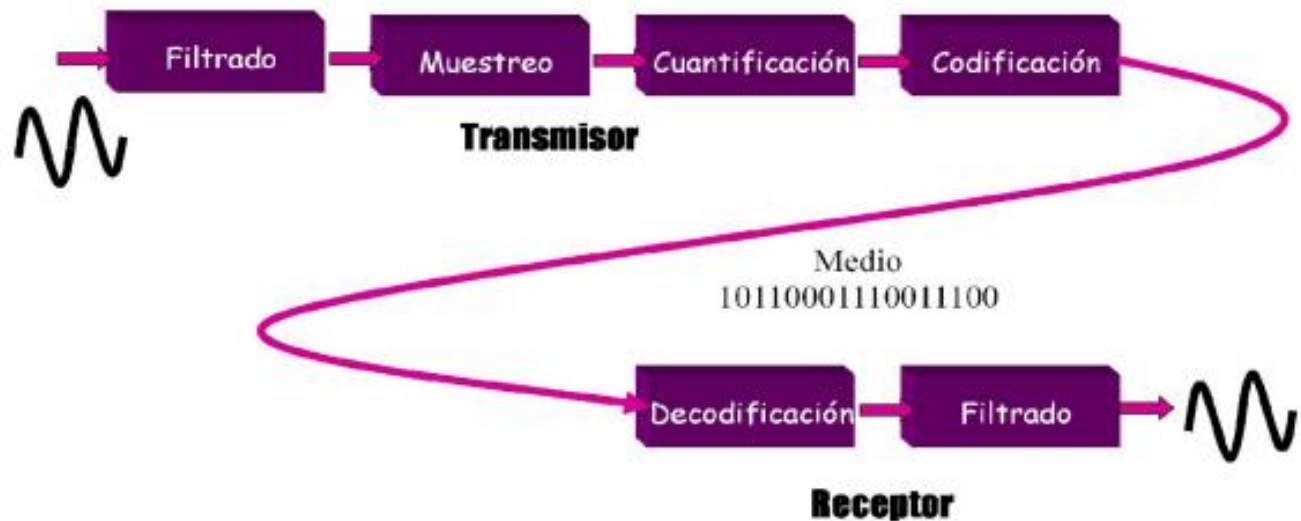 Filtrado
Muestreo
Cuantificación
Codificación
Transmisor
Medio
10110001110011100
Decodificación
Filtrado
Receptor